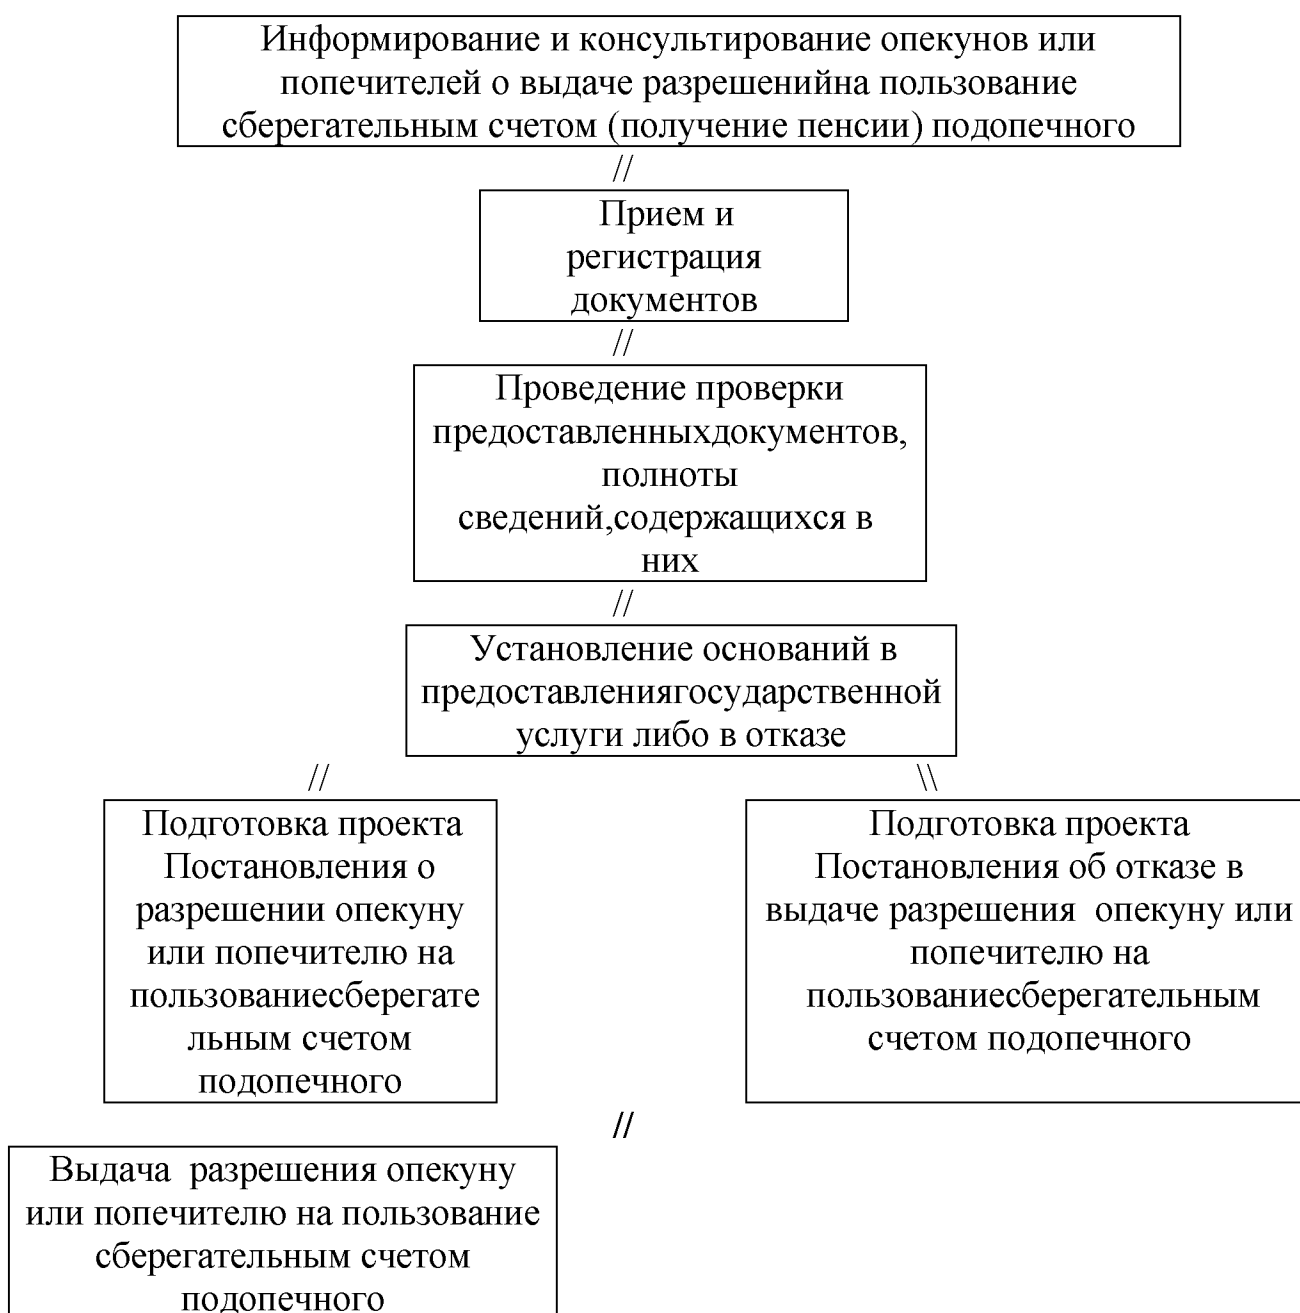 Информирование и консультирование опекунов или
попечителей о выдаче разрешенийна пользование
сберегательным счетом (получение пенсии) подопечного
//
Прием и
регистрация
документов
//
Проведение проверки
предоставленныхдокументов,
полноты
сведений,содержащихся в
них
//
Установление оснований в
предоставлениягосударственной
услуги либо в отказе
// \\
Подготовка проекта
Постановления о
разрешении опекуну
или попечителю на
пользованиесберегате
льным счетом
подопечного
Подготовка проекта
Постановления об отказе в
выдаче разрешения  опекуну или
попечителю на
пользованиесберегательным
счетом подопечного
//
Выдача  разрешения опекуну
или попечителю на пользование
сберегательным счетом
подопечного